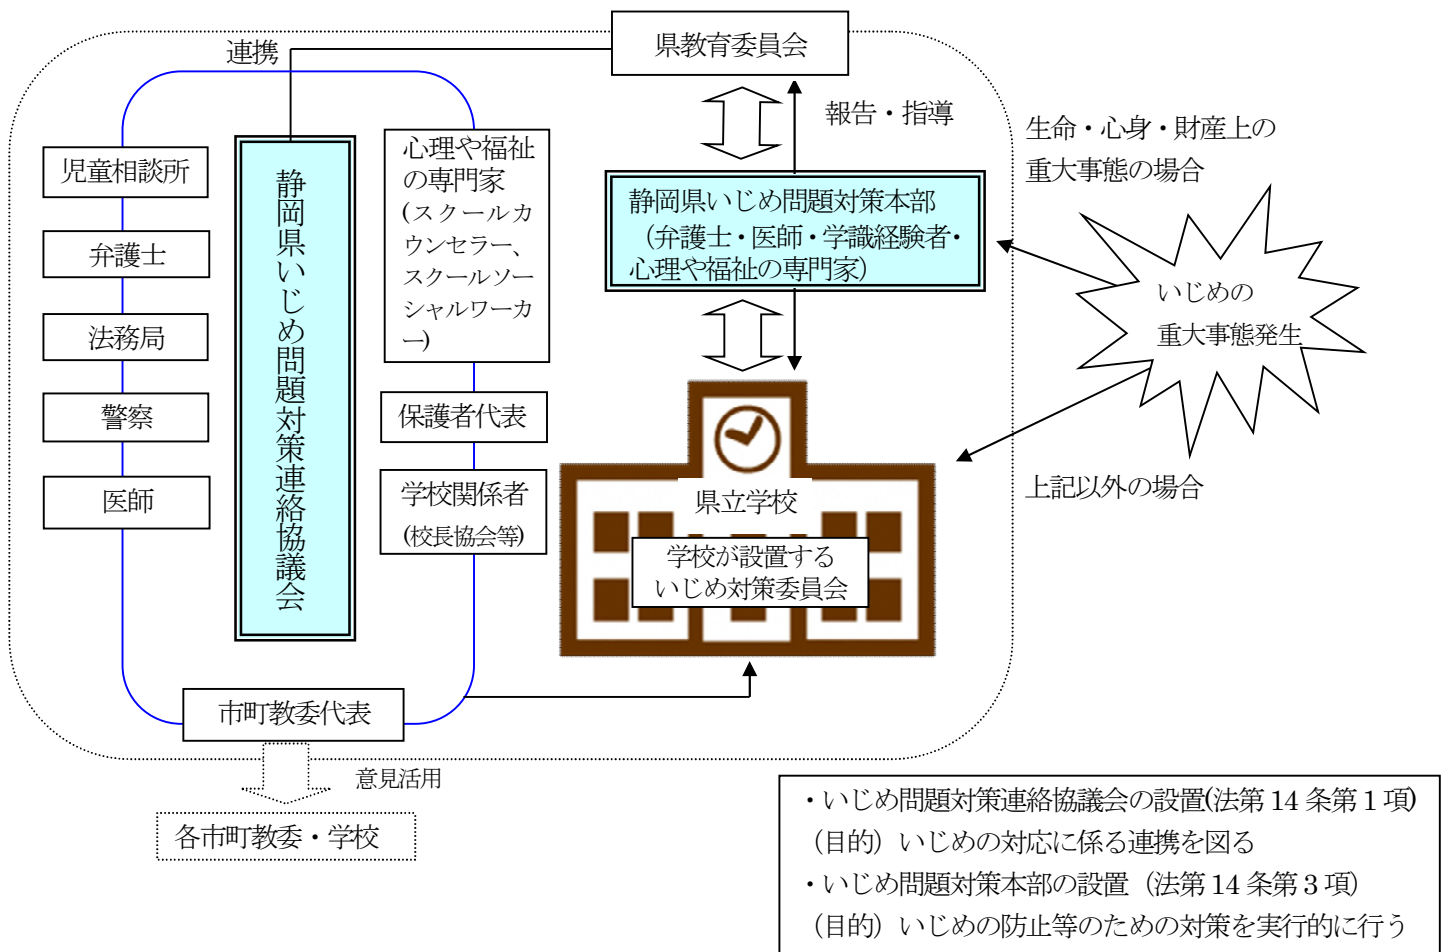 県教育委員会
連携
報告・指導
生命・心身・財産上の
重大事態の場合
児童相談所
弁護士
法務局
警察
医師
静岡県いじめ問題対策連絡協議会
心理や福祉
の専門家
(スクールカ
ウンセラー、
スクールソー
シャルワーカ
ー)
保護者代表
学校関係者
(校長協会等)
静岡県いじめ問題対策本部
（弁護士・医師・学識経験者・
心理や福祉の専門家）
いじめの
重大事態発生
上記以外の場合
県立学校
学校が設置する
いじめ対策委員会
市町教委代表
意見活用
各市町教委・学校
・いじめ問題対策連絡協議会の設置(法第14条第1項)
（目的）いじめの対応に係る連携を図る
・いじめ問題対策本部の設置（法第14条第3項）
（目的）いじめの防止等のための対策を実行的に行う